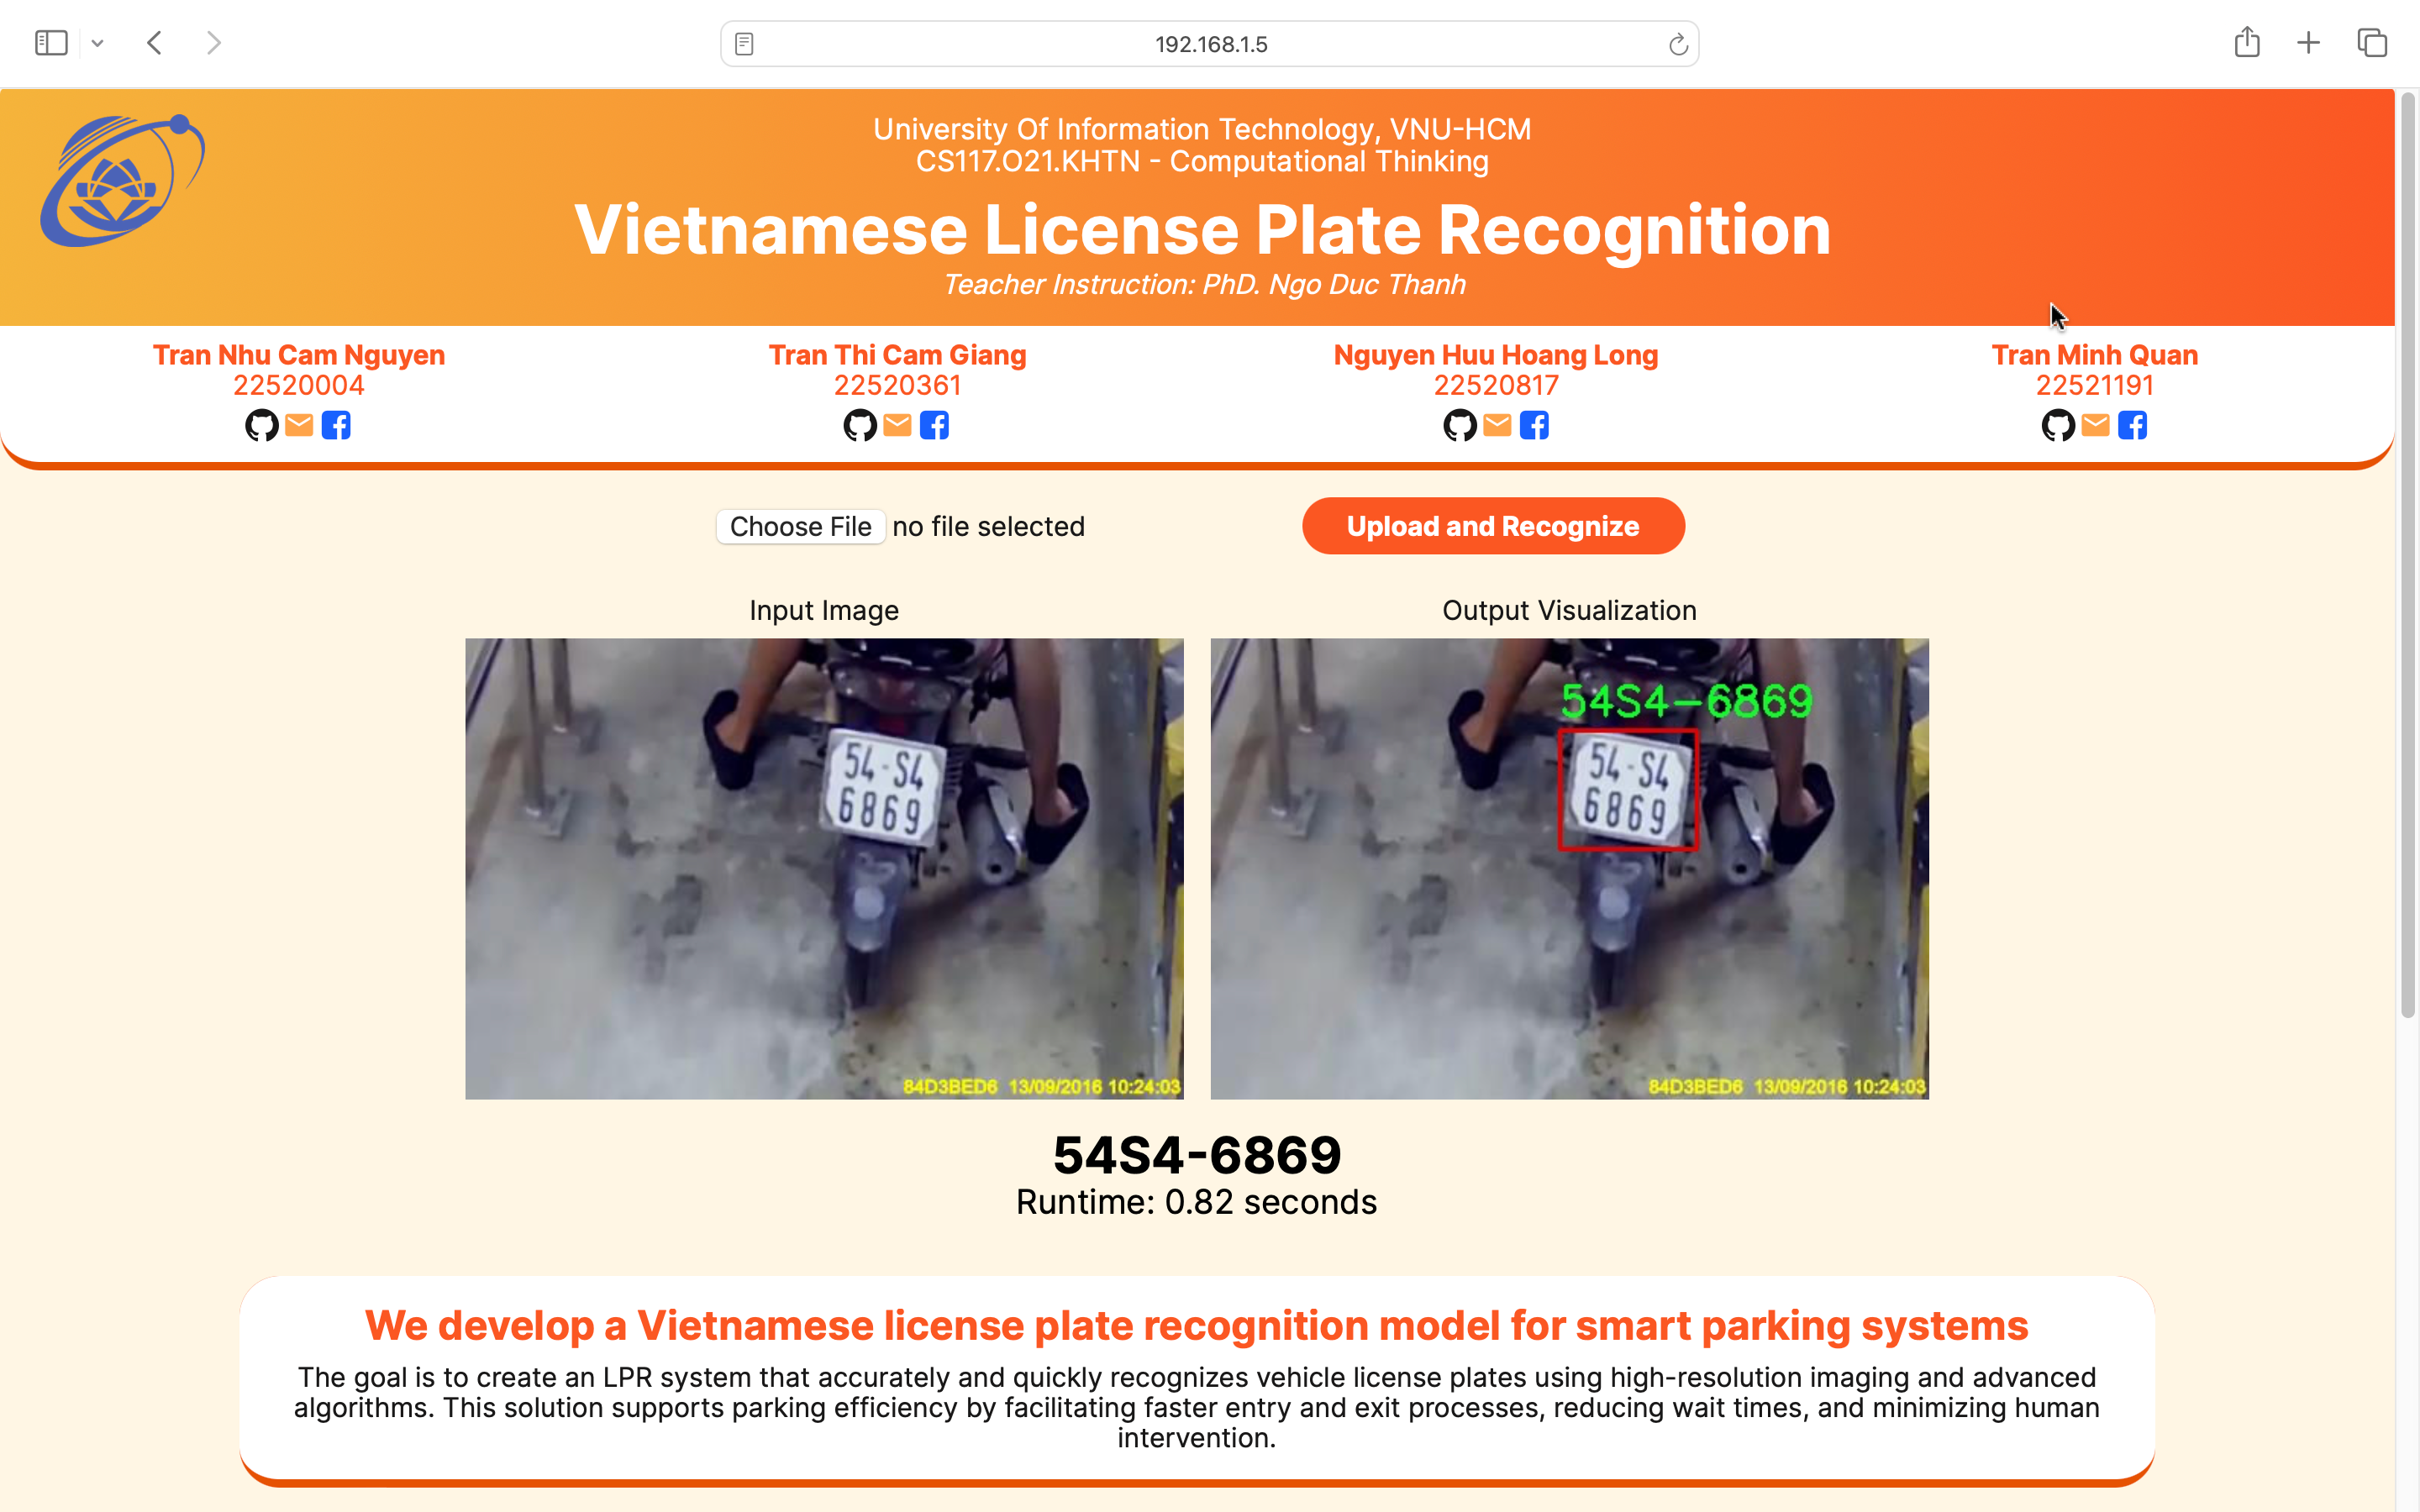 192.168.1.5
University Of Information Technology, VNU-HCM
CS117.O21.KHTN - Computational Thinking
Vietnamese License Plate Recognition
Teacher Instruction: PhD. Ngo Duc Thanh
Tran Nhu Cam Nguyen
22520004
Tran Thi Cam Giang
22520361
Nguyen Huu Hoang Long
22520817
Tran Minh Quan
22521191
Choose File no file selected
Upload and Recognize
Input Image
54-S4
6869
84D3BED6 13/09/2016 10:24:03
Output Visualization
54S4-6869
54-S4
6869
84D3BED6 13/09/2016 10:24:03
54S4-6869
Runtime: 0.82 seconds
We develop a Vietnamese license plate recognition model for smart parking systems
The goal is to create an LPR system that accurately and quickly recognizes vehicle license plates using high-resolution imaging and advanced
algorithms. This solution supports parking efficiency by facilitating faster entry and exit processes, reducing wait times, and minimizing human
intervention.